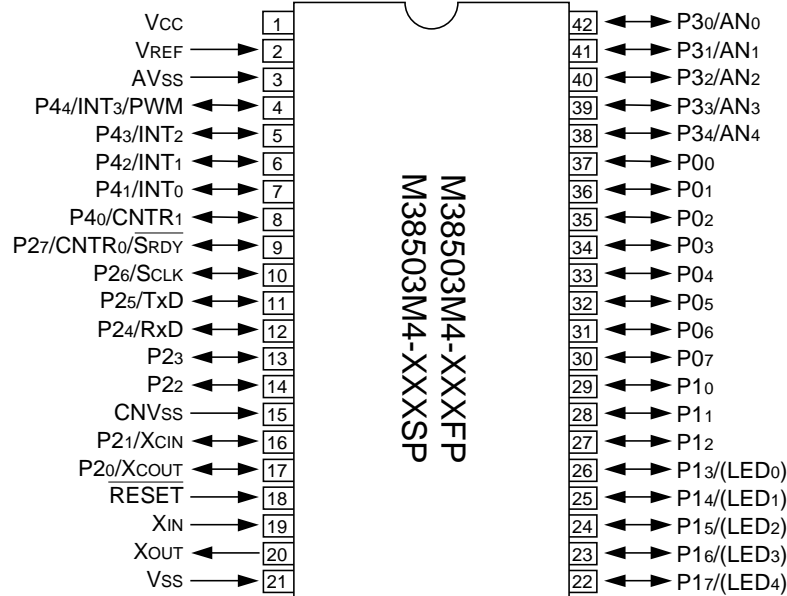 VCC 1 42 P30/AN0
VREF 2 41 P31/AN1
AVSS 3 40 P32/AN2
P44/INT3/PWM 4 39 P33/AN3
P43/INT2 5 38 P34/AN4
P42/INT1 6 37 P00
P41/INT0 7 36 P01
P40/CNTR1 8 35 P02
P27/CNTR0/SRDY 9 34 P03
P26/SCLK 10 33 P04
P25/TxD 11 32 P05
P24/RxD 12 31 P06
P23 13 30 P07
P22 14 29 P10
CNVSS 15 28 P11
P21/XCIN 16 27 P12
P20/XCOUT 17 26 P13/(LED0)
RESET 18 25 P14/(LED1)
XIN 19 24 P15/(LED2)
XOUT 20 23 P16/(LED3)
VSS 21 22 P17/(LED4)
M38503M4-XXXFP
M38503M4-XXXSP